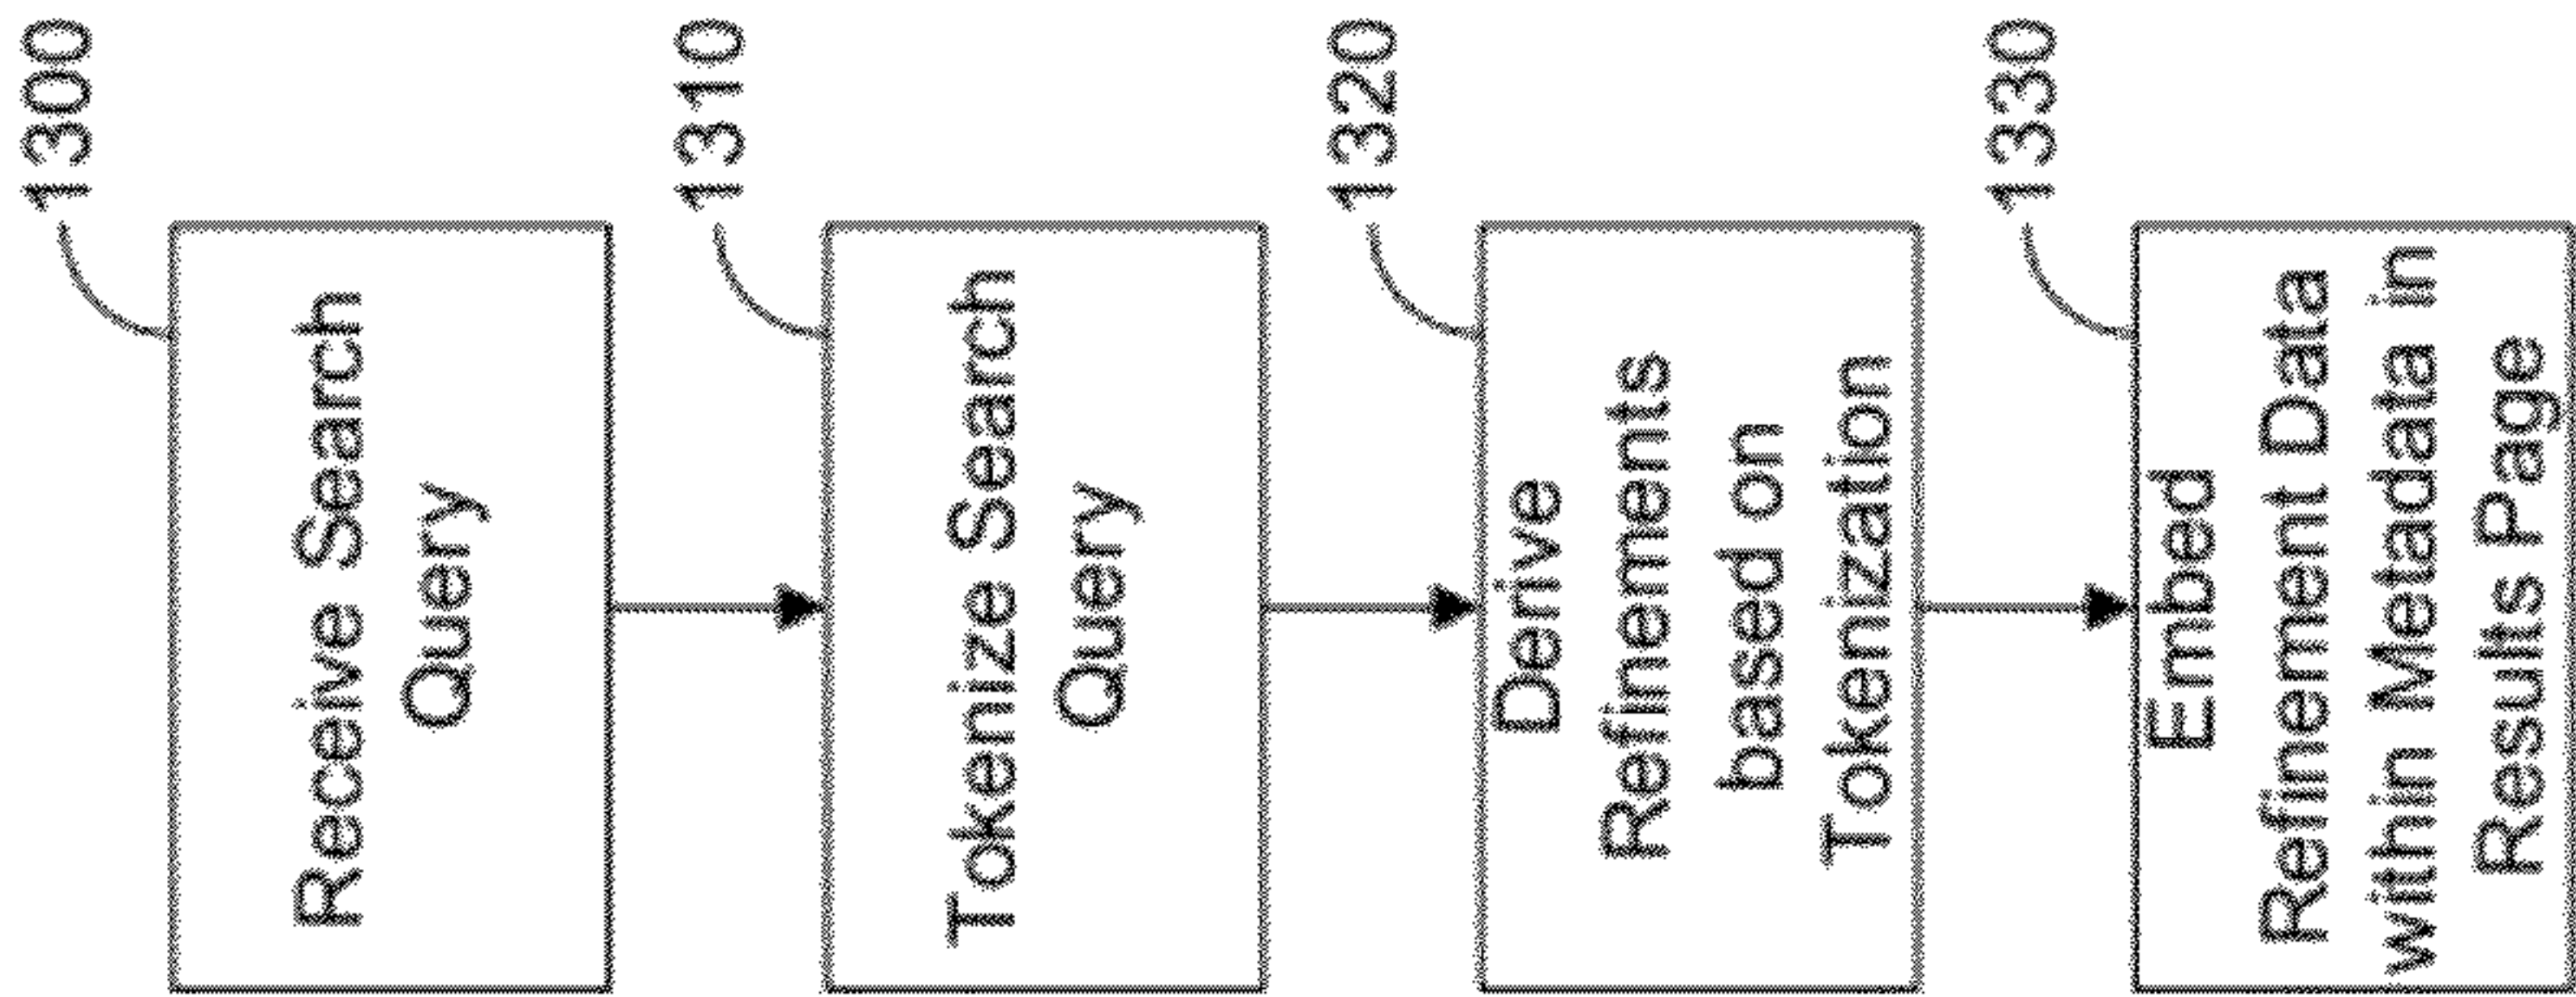 1300
Receive Search
Query
1310
Tokenize Search
Query
1320
Derive
Refinements
based on
Tokenization
1330
Embed
Refinement Data
within Metadata in
Results Page